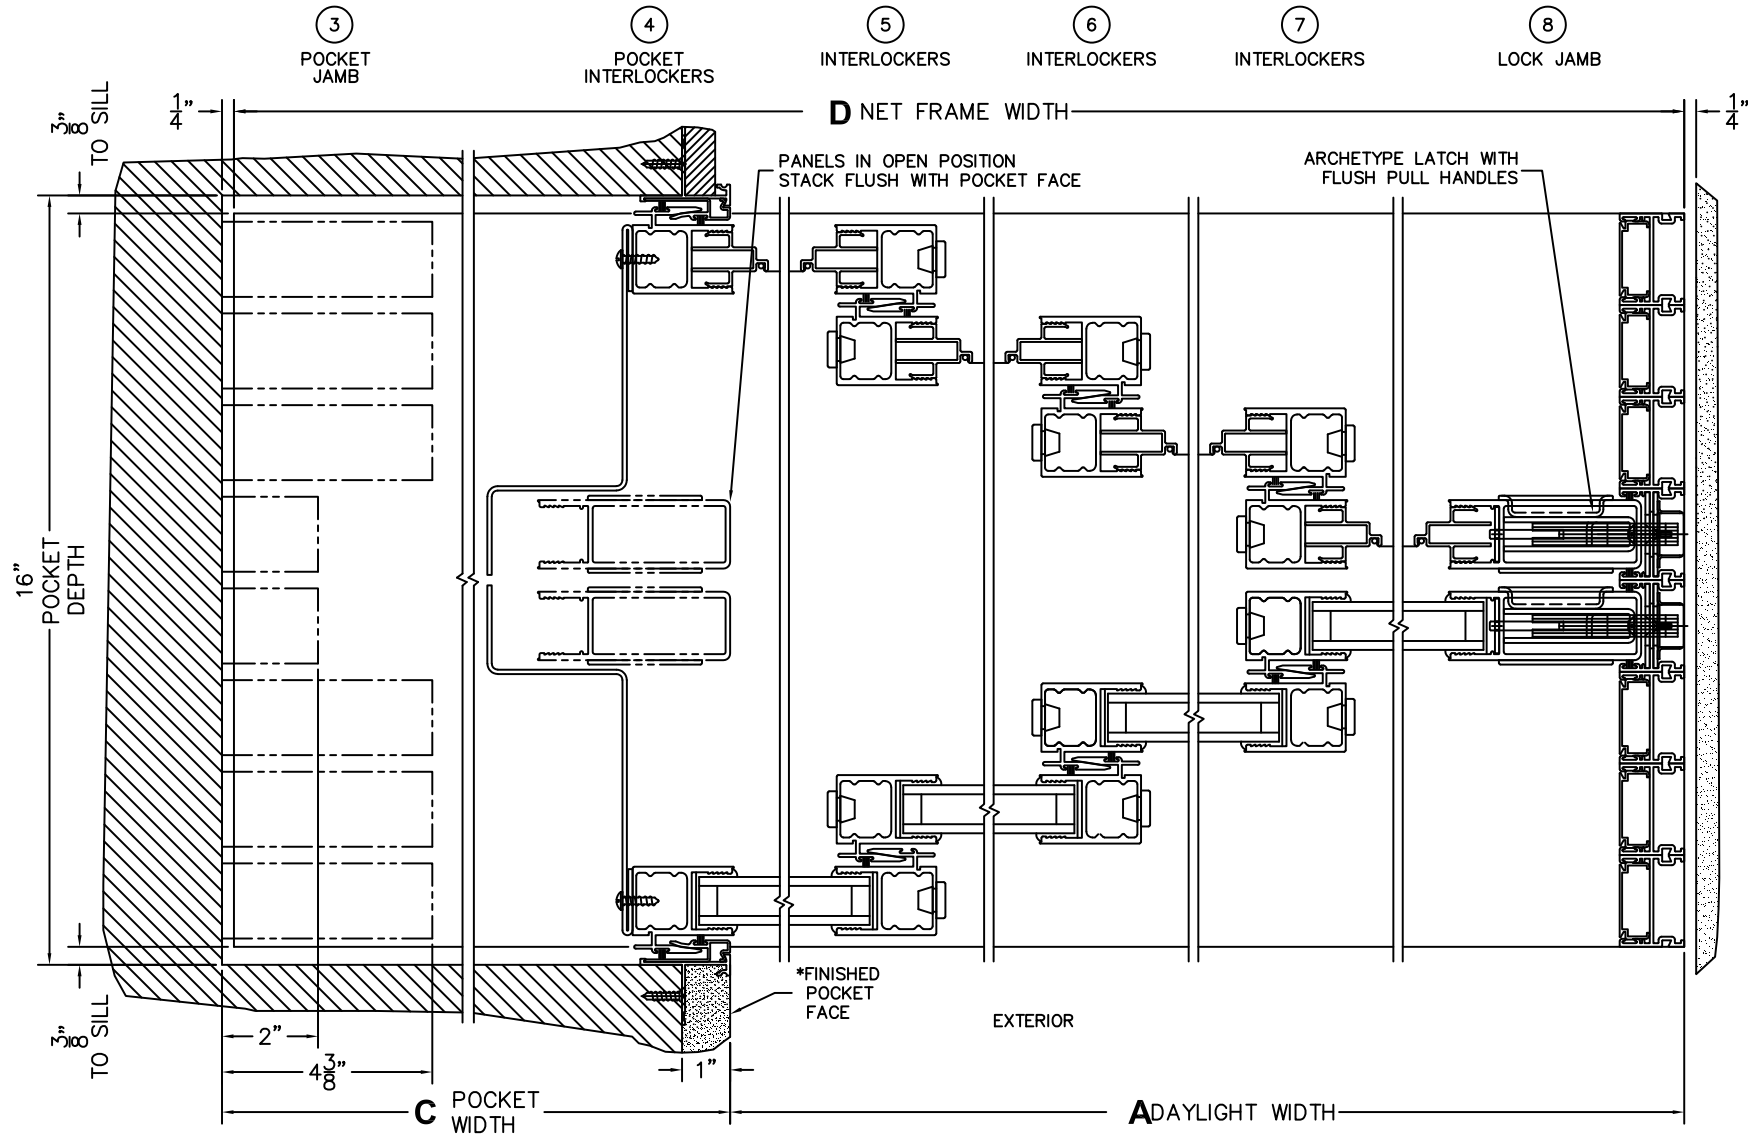 3
POCKET
JAMB
4
POCKET
INTERLOCKERS
5
INTERLOCKERS
6
INTERLOCKERS
7
INTERLOCKERS
8
LOCK JAMB
3/8"
TO SILL
1/4"
D NET FRAME WIDTH
1/4"
PANELS IN OPEN POSITION
STACK FLUSH WITH POCKET FACE
ARCHETYPE LATCH WITH
FLUSH PULL HANDLES
16"
POCKET
DEPTH
*FINISHED
POCKET
FACE
EXTERIOR
3/8"
TO SILL
2"
4 3/8"
1"
C POCKET
WIDTH
A DAYLIGHT WIDTH